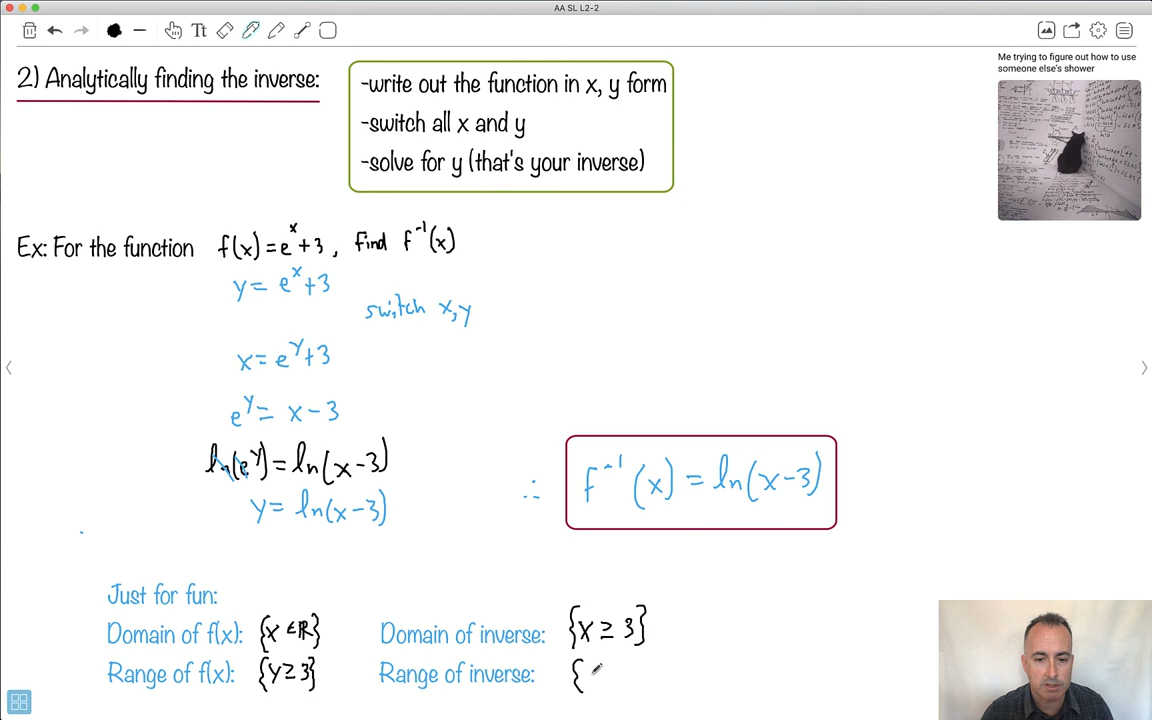 AA SL L2-2
Tt
Me trying to figure out how to use
someone else's shower
2) Analytically finding the inverse:
-write out the function in x, y form
-switch all x and y
-solve for y (that's your inverse)
Ex: For the function f(x) = e^x + 3, find f⁻¹(x)
y = e^x + 3
switch x, y
x = e^y + 3
e^y = x - 3
ln(e^y) = ln(x-3)
y = ln(x-3)
∴ f⁻¹(x) = ln(x-3)
Just for fun:
Domain of f(x): {x ∈ ℝ} Domain of inverse: {x ≥ 3}
Range of f(x): {y ≥ 3} Range of inverse: {